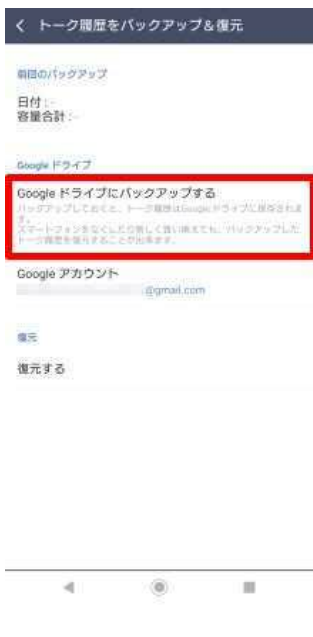 トーク履歴をバックアップ＆復元
前回のバックアップ
日付：-
容量合計：-
Google ドライブ
Google ドライブにバックアップする
バックアップしておくと、トーク履歴はGoogle ドライブに保存されま
す。
スマートフォンをなくしたり新しく買い換えても、バックアップした
トーク履歴を復元することが出来ます。
Google アカウント
@gmail.com
復元
復元する